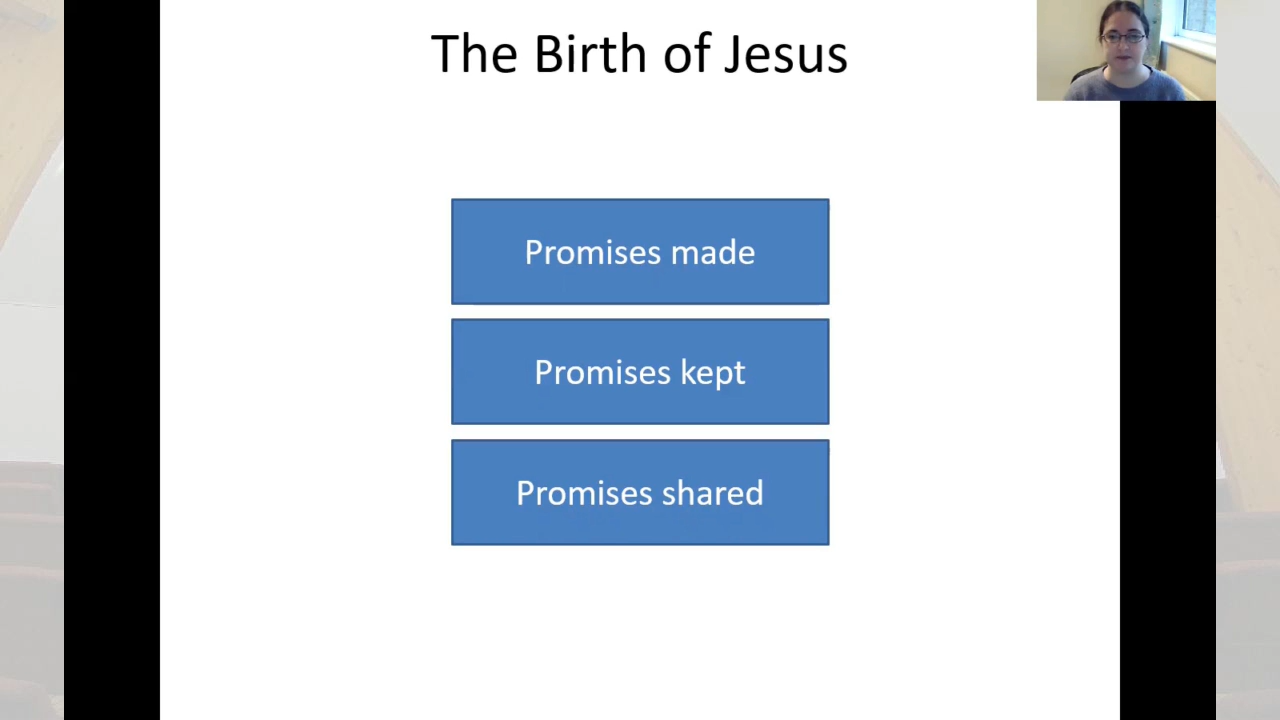 The Birth of Jesus
Promises made
Promises kept
Promises shared